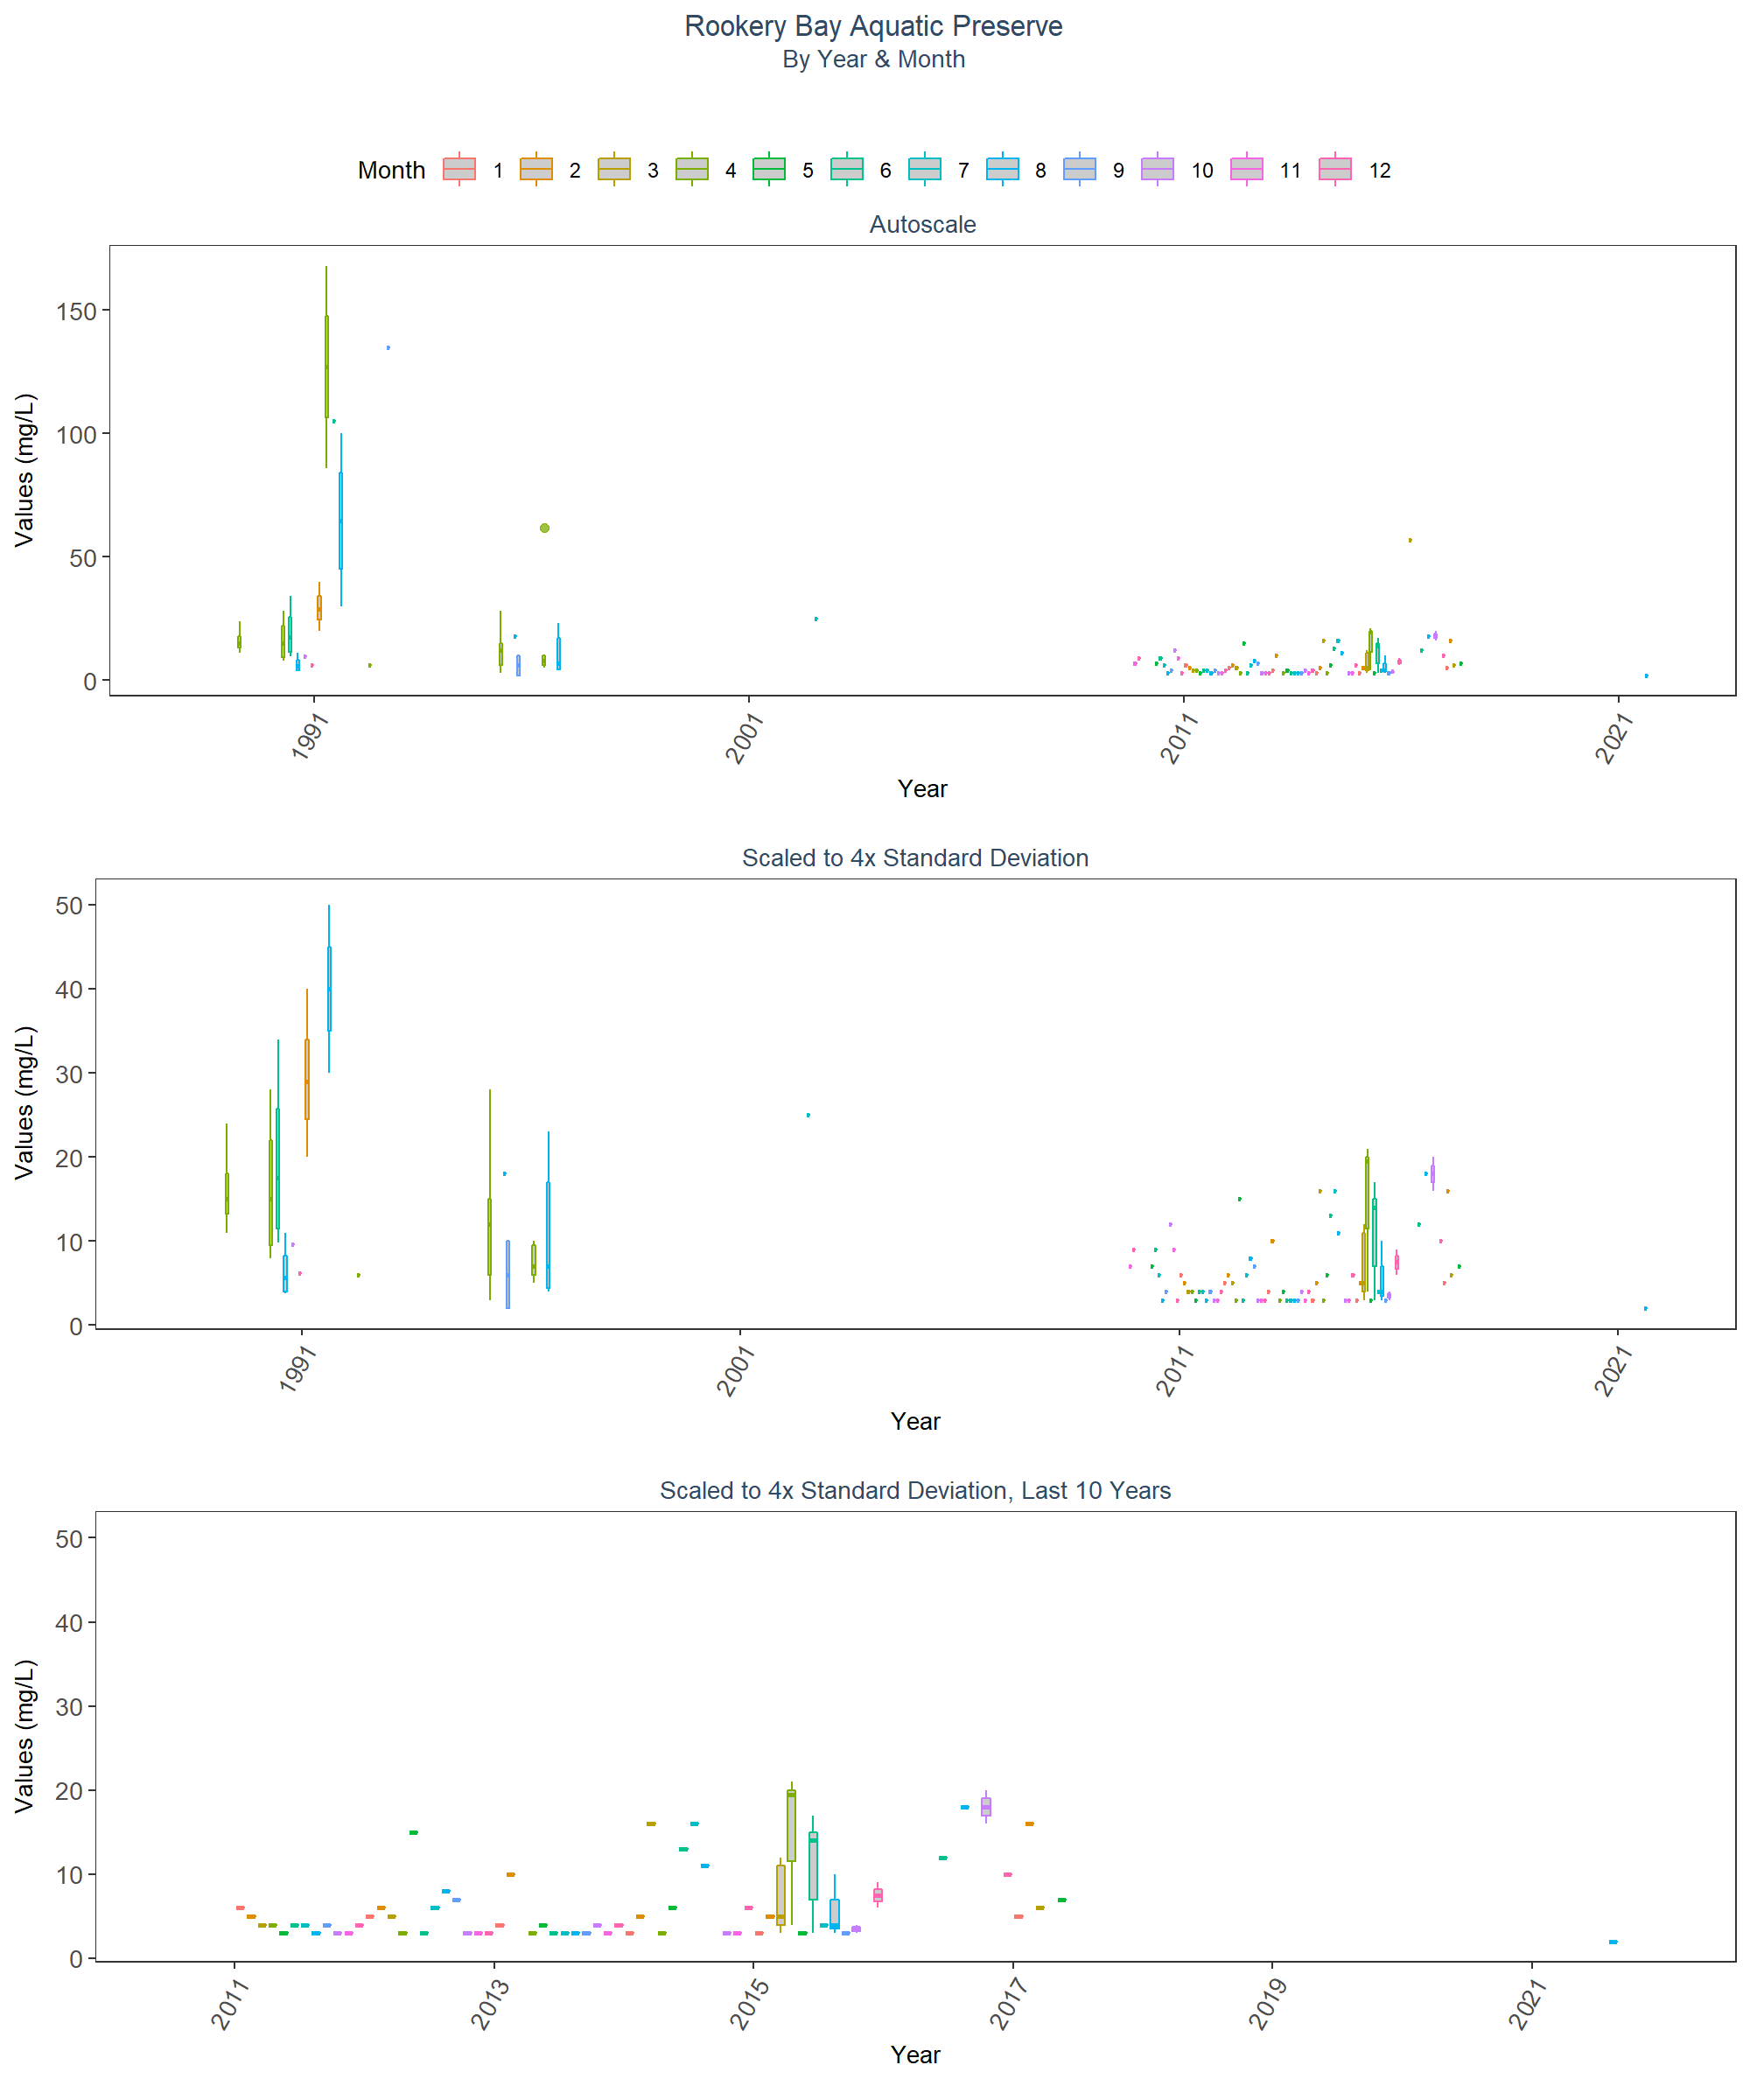 Rookery Bay Aquatic Preserve
By Year & Month
Month 1 2 3 4 5 6 7 8 9 10 11 12
Autoscale
Values (mg/L)
150
100
50
0
1991 2001 2011 2021
Year
Scaled to 4x Standard Deviation
Values (mg/L)
50
40
30
20
10
0
1991 2001 2011 2021
Year
Scaled to 4x Standard Deviation, Last 10 Years
Values (mg/L)
50
40
30
20
10
0
2011 2013 2015 2017 2019 2021
Year